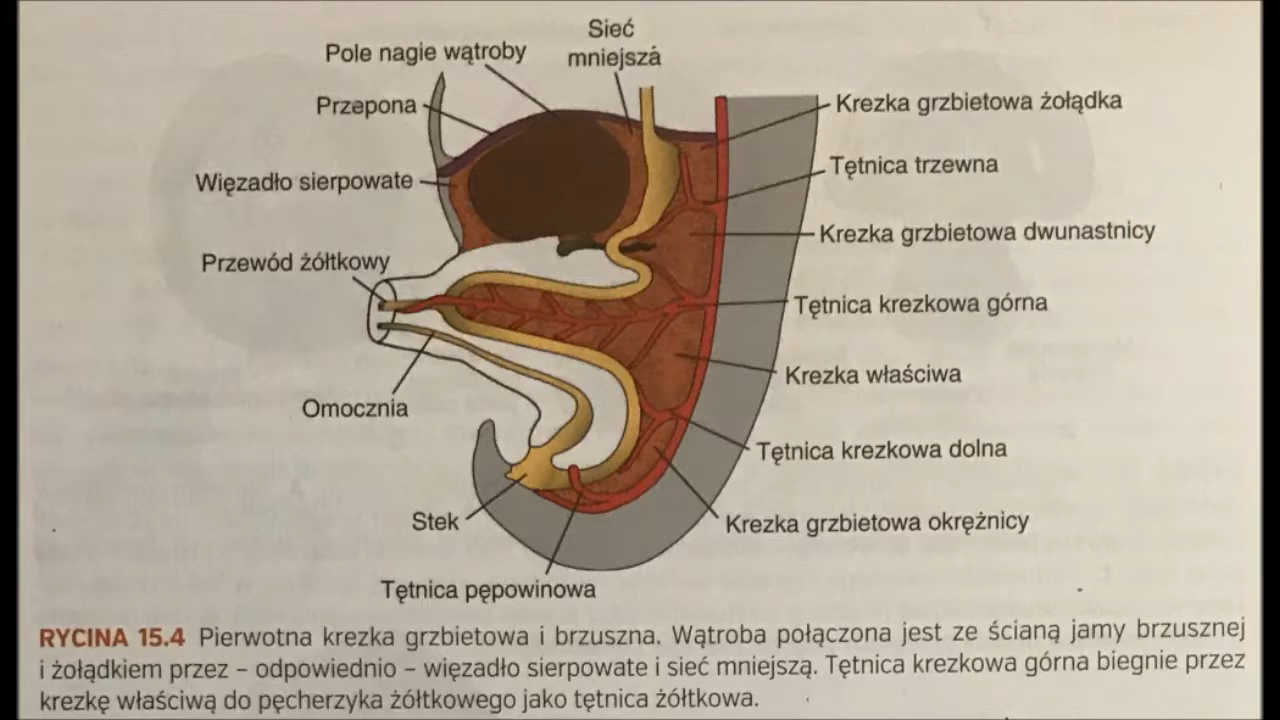 Sieć
mniejszá
Pole nagie wątroby
Przepona
Więzadło sierpowate
Przewód żółtkowy
Omocznia
Stek
Tętnica pępowinowa
Krezka grzbietowa żołądka
Tętnica trzewna
Krezka grzbietowa dwunastnicy
Tętnica krezkowa górna
Krezka właściwa
Tętnica krezkowa dolna
Krezka grzbietowa okrężnicy
RYCINA 15.4 Pierwotna krezka grzbietowa i brzuszna. Wątroba połączona jest ze ścianą jamy brzusznej
i żołądkiem przez – odpowiednio – więzadło sierpowate i sieć mniejszą. Tętnica krezkowa górna biegnie przez
krezkę właściwą do pęcherzyka żółtkowego jako tętnica żółtkowa.